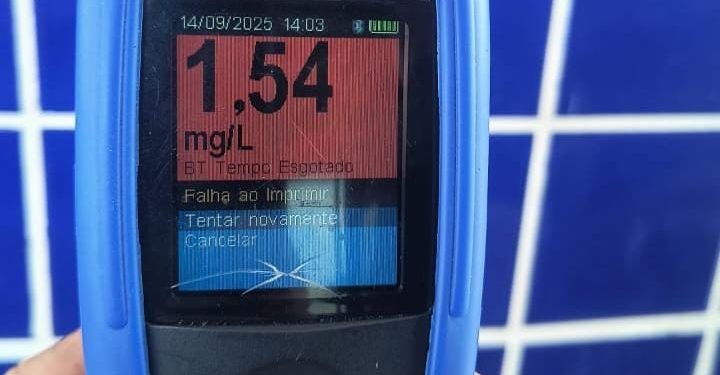 14/09/2025 14:03
1,54
mg/L
BT Tempo Esgotado
Falha ao Imprimir
Tentar novamente
Cancelar